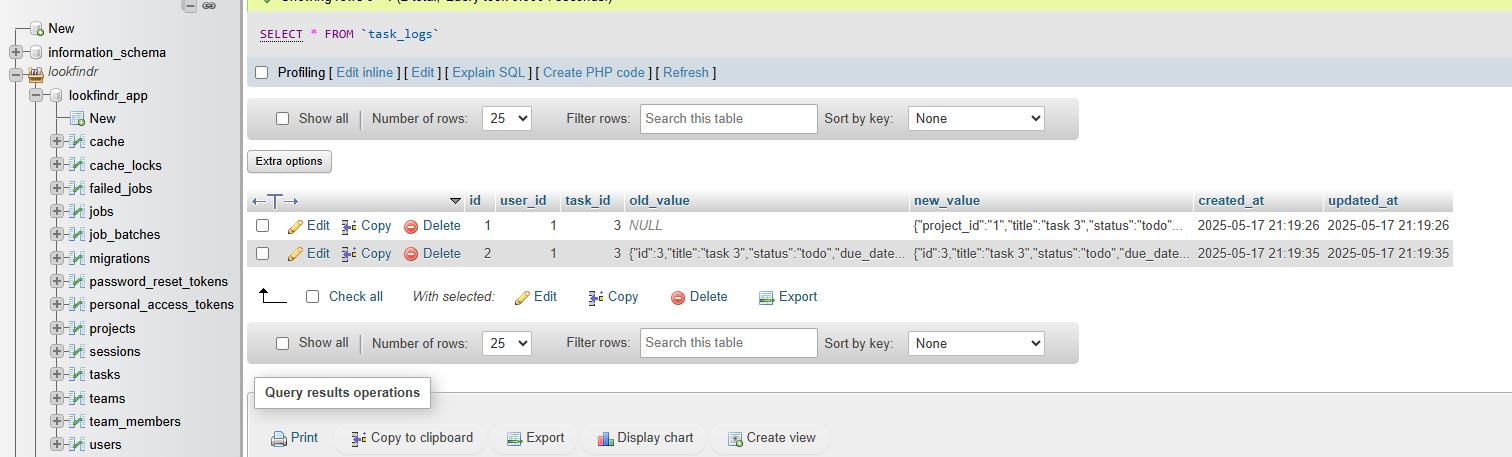 New
information_schema
lookfindr
lookfindr_app
New
cache
cache_locks
failed_jobs
jobs
job_batches
migrations
password_reset_tokens
personal_access_tokens
projects
sessions
tasks
teams
team_members
users
SELECT * FROM `task_logs`
Profiling [ Edit inline ] [ Edit ] [ Explain SQL ] [ Create PHP code ] [ Refresh ]
Show all Number of rows: 25 Filter rows: Search this table Sort by key: None
Extra options
id user_id task_id old_value new_value created_at updated_at
Edit Copy Delete 1 1 3 NULL {"project_id":"1","title":"task 3","status":"todo"... 2025-05-17 21:19:26 2025-05-17 21:19:26
Edit Copy Delete 2 1 3 {"id":3,"title":"task 3","status":"todo","due_date... {"id":3,"title":"task 3","status":"todo","due_date... 2025-05-17 21:19:35 2025-05-17 21:19:35
Check all With selected: Edit Copy Delete Export
Show all Number of rows: 25 Filter rows: Search this table Sort by key: None
Query results operations
Print Copy to clipboard Export Display chart Create view